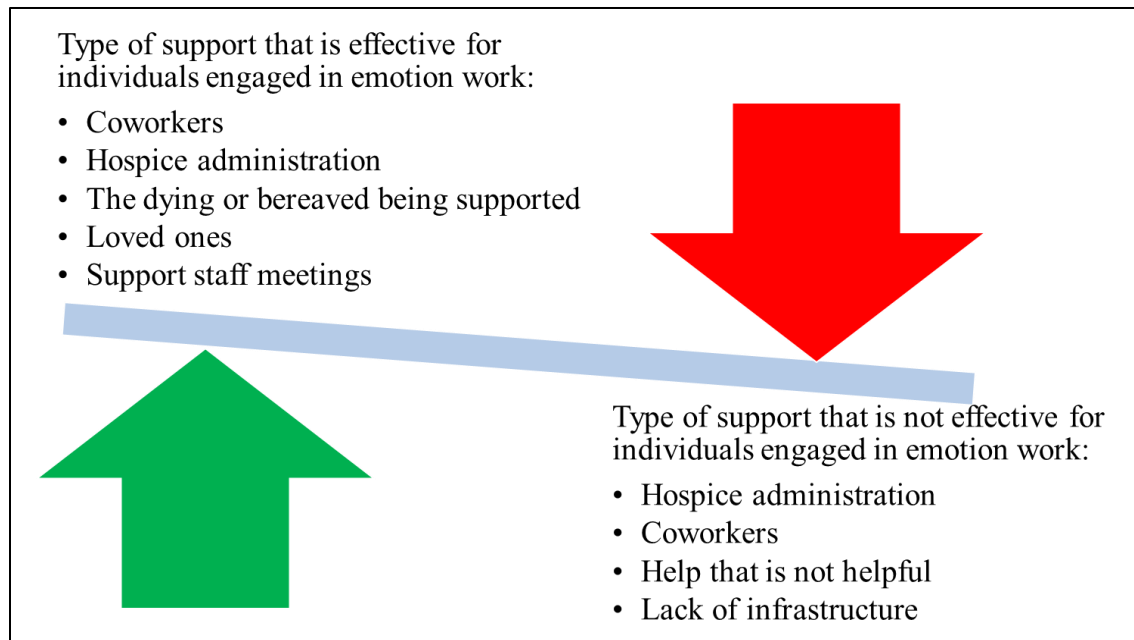 Type of support that is effective for
individuals engaged in emotion work:
• Coworkers
• Hospice administration
• The dying or bereaved being supported
• Loved ones
• Support staff meetings
Type of support that is not effective for
individuals engaged in emotion work:
• Hospice administration
• Coworkers
• Help that is not helpful
• Lack of infrastructure